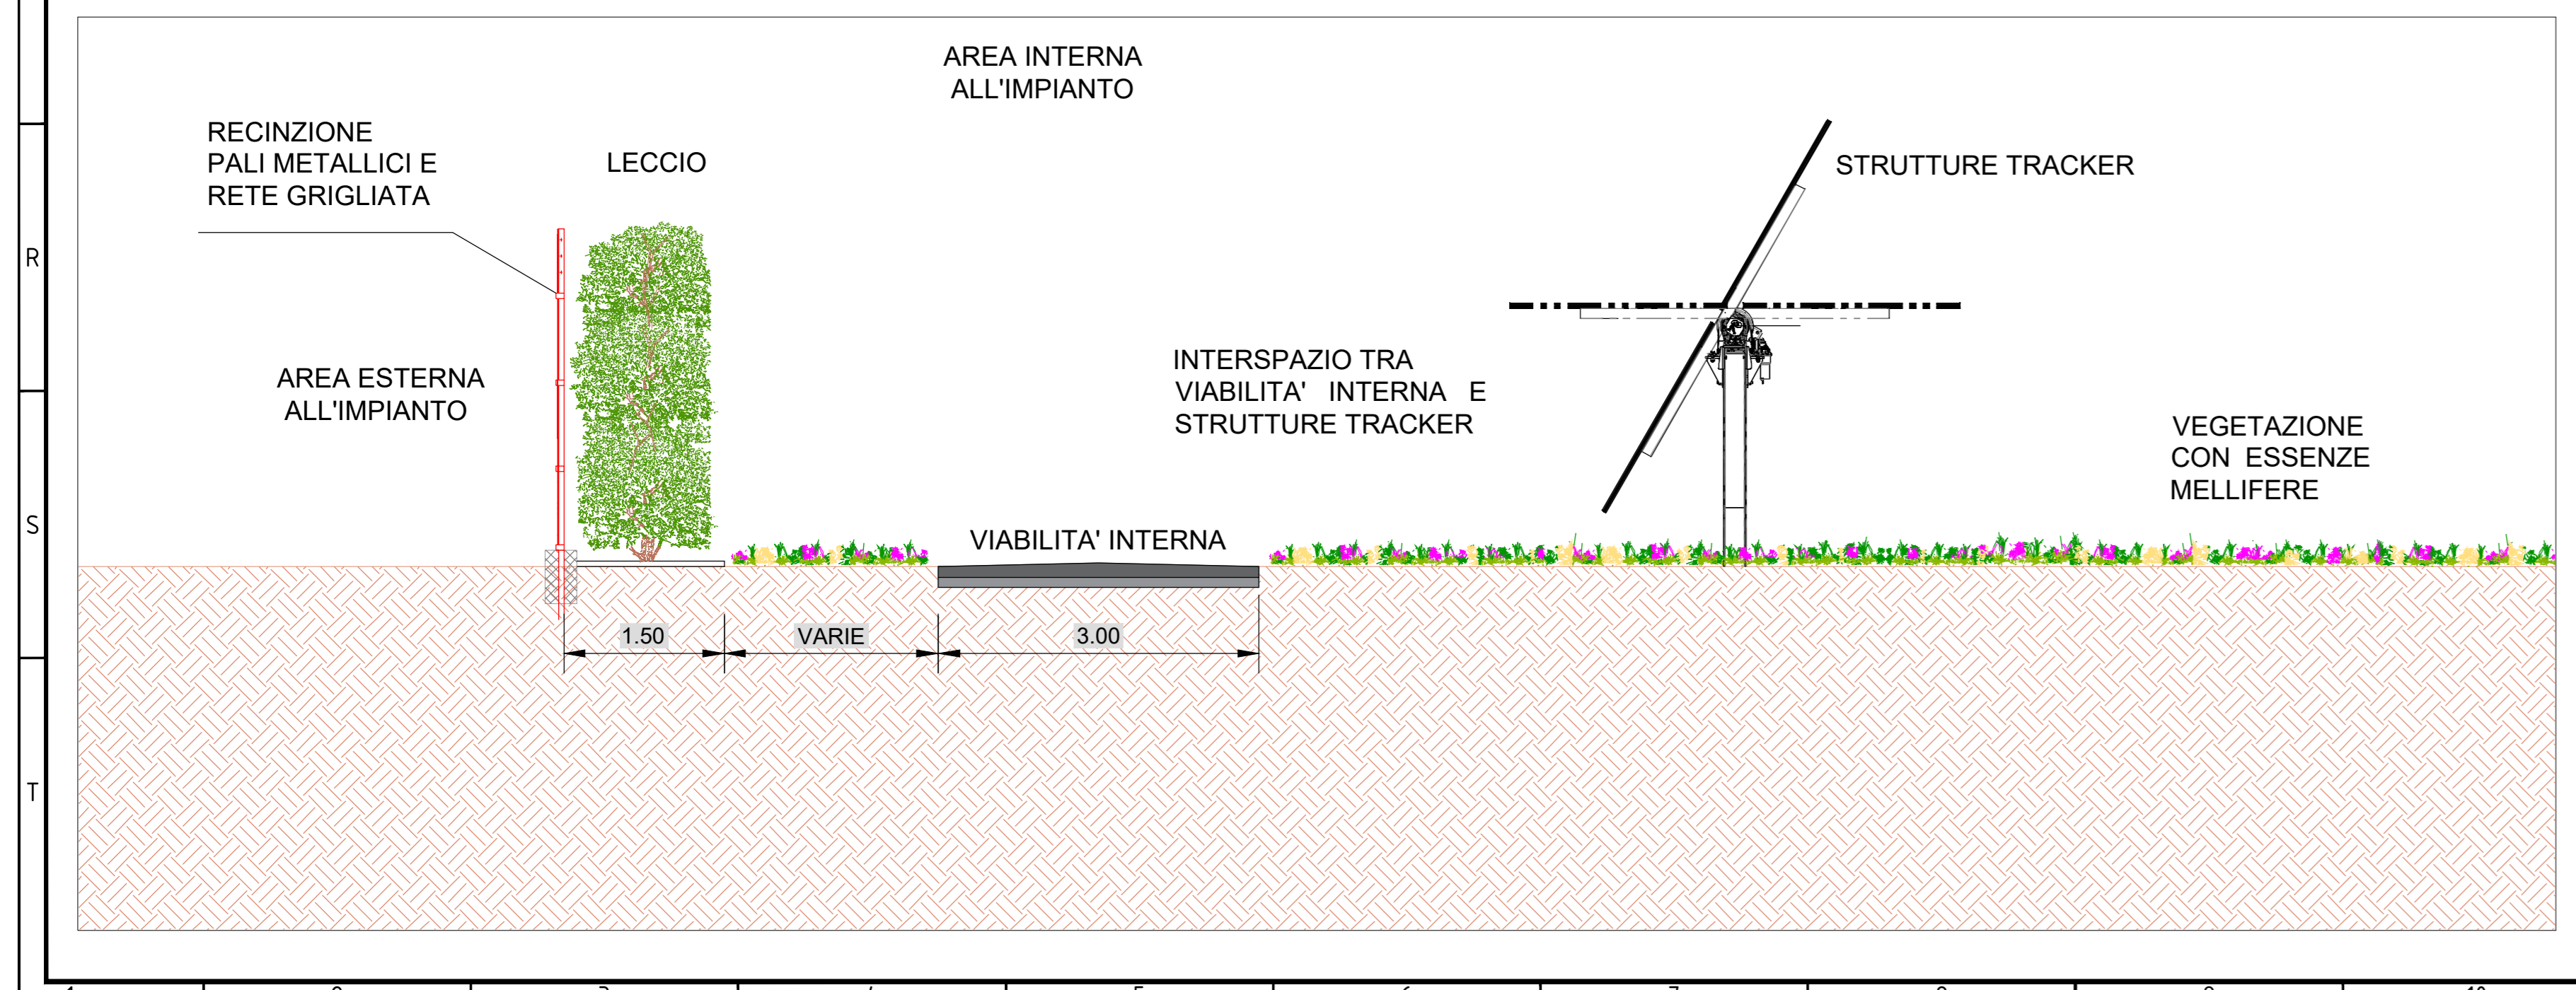 AREA INTERNA
ALL'IMPIANTO
RECINZIONE
PALI METALLICI E
RETE GRIGLIATA
LECCIO
STRUTTURE TRACKER
R
AREA ESTERNA
ALL'IMPIANTO
INTERSPAZIO TRA
VIABILITA' INTERNA E
STRUTTURE TRACKER
VEGETAZIONE
CON ESSENZE
MELLIFERE
S
VIABILITA' INTERNA
1.50
VARIE
3.00
T